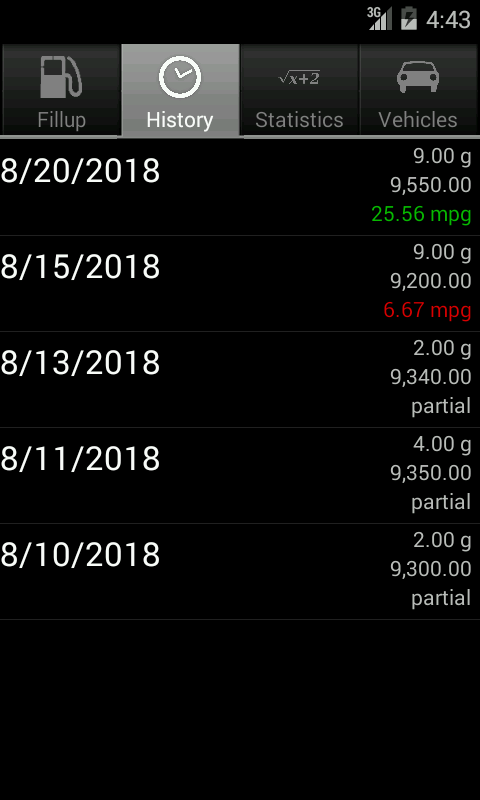 3G 4:43
Fillup History √x+2 Statistics Vehicles
8/20/2018
9.00 g
9,550.00
25.56 mpg
8/15/2018
9.00 g
9,200.00
6.67 mpg
8/13/2018
2.00 g
9,340.00
partial
8/11/2018
4.00 g
9,350.00
partial
8/10/2018
2.00 g
9,300.00
partial